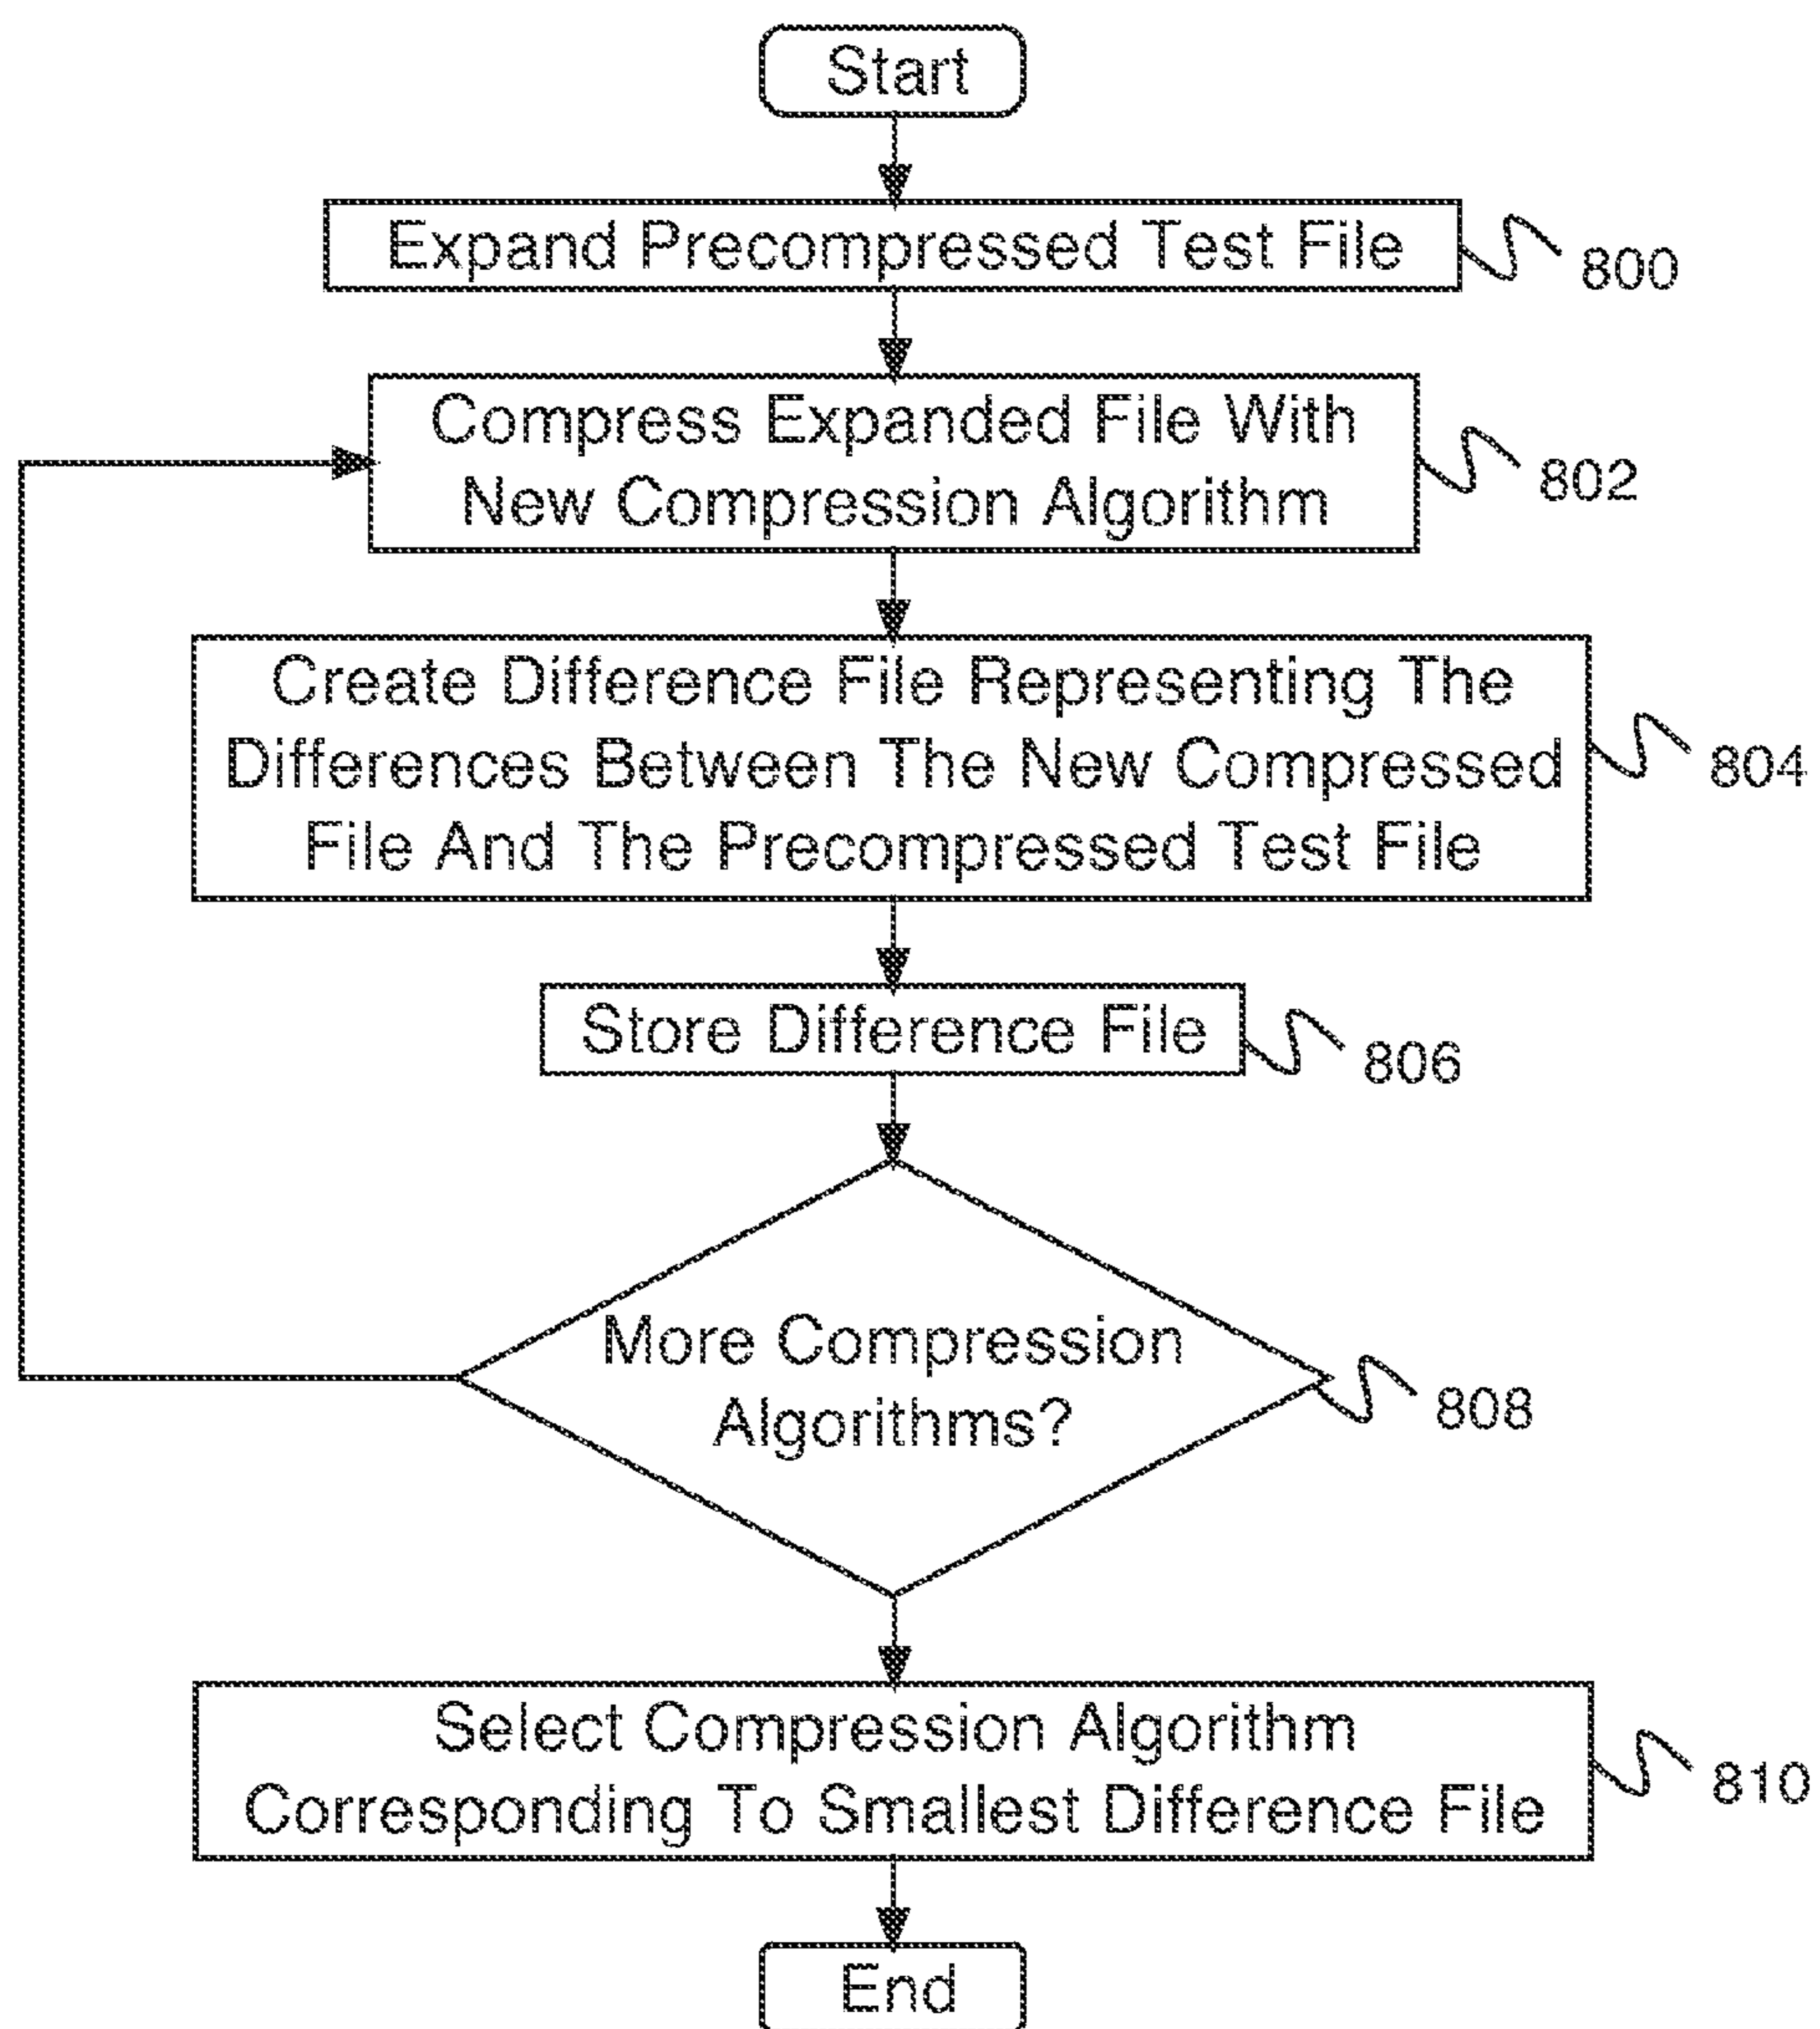 Start
Expand Precompressed Test File
800
Compress Expanded File With
New Compression Algorithm
802
Create Difference File Representing The
Differences Between The New Compressed
File And The Precompressed Test File
804
Store Difference File
806
More Compression
Algorithms?
808
Select Compression Algorithm
Corresponding To Smallest Difference File
810
End